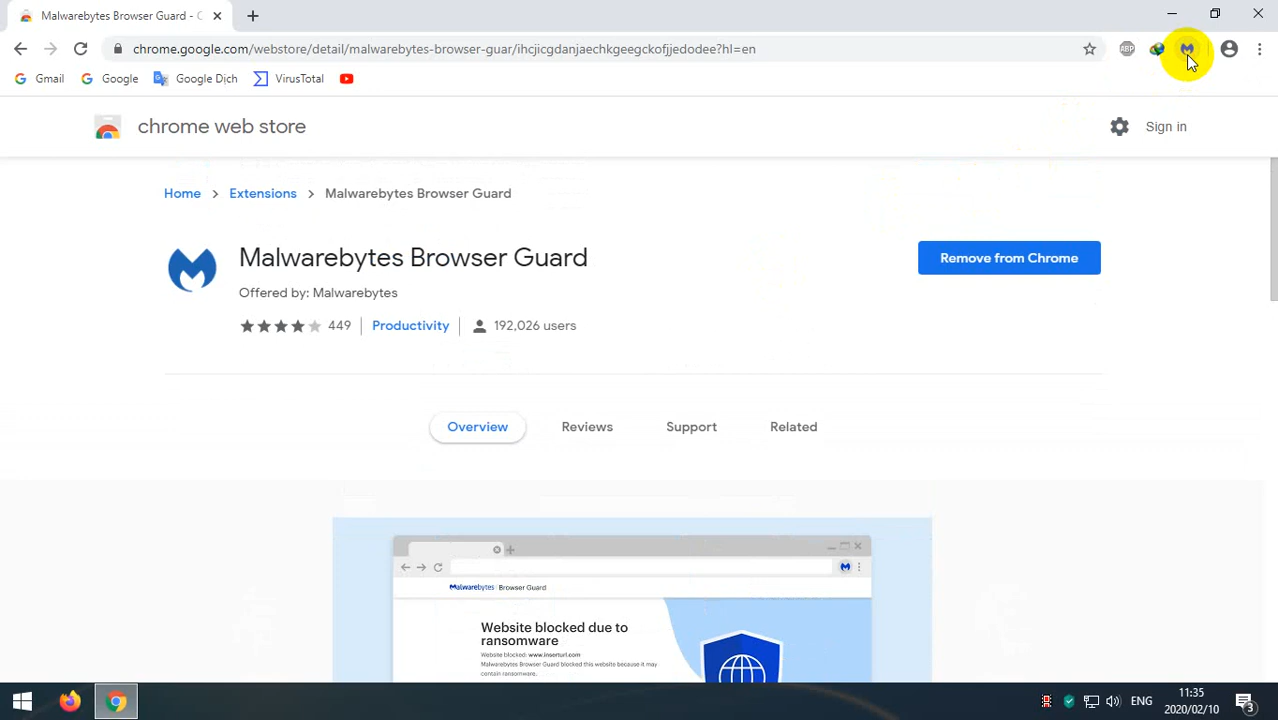 Malwarebytes Browser Guard - C
chrome.google.com/webstore/detail/malwarebytes-browser-guar/ihcjicgdanjaechkgeegckofjjedodee?hl=en
ABP
Gmail Google Google Dịch VirusTotal
chrome web store
Sign in
Home > Extensions > Malwarebytes Browser Guard
Malwarebytes Browser Guard
Remove from Chrome
Offered by: Malwarebytes
449 Productivity 192,026 users
Overview Reviews Support Related
Malwarebytes Browser Guard
Website blocked due to
ransomware
Website blocked: www.inserturl.com
Malwarebytes Browser Guard blocked this website because it may
contain ransomware.
ENG
11:35
2020/02/10
3